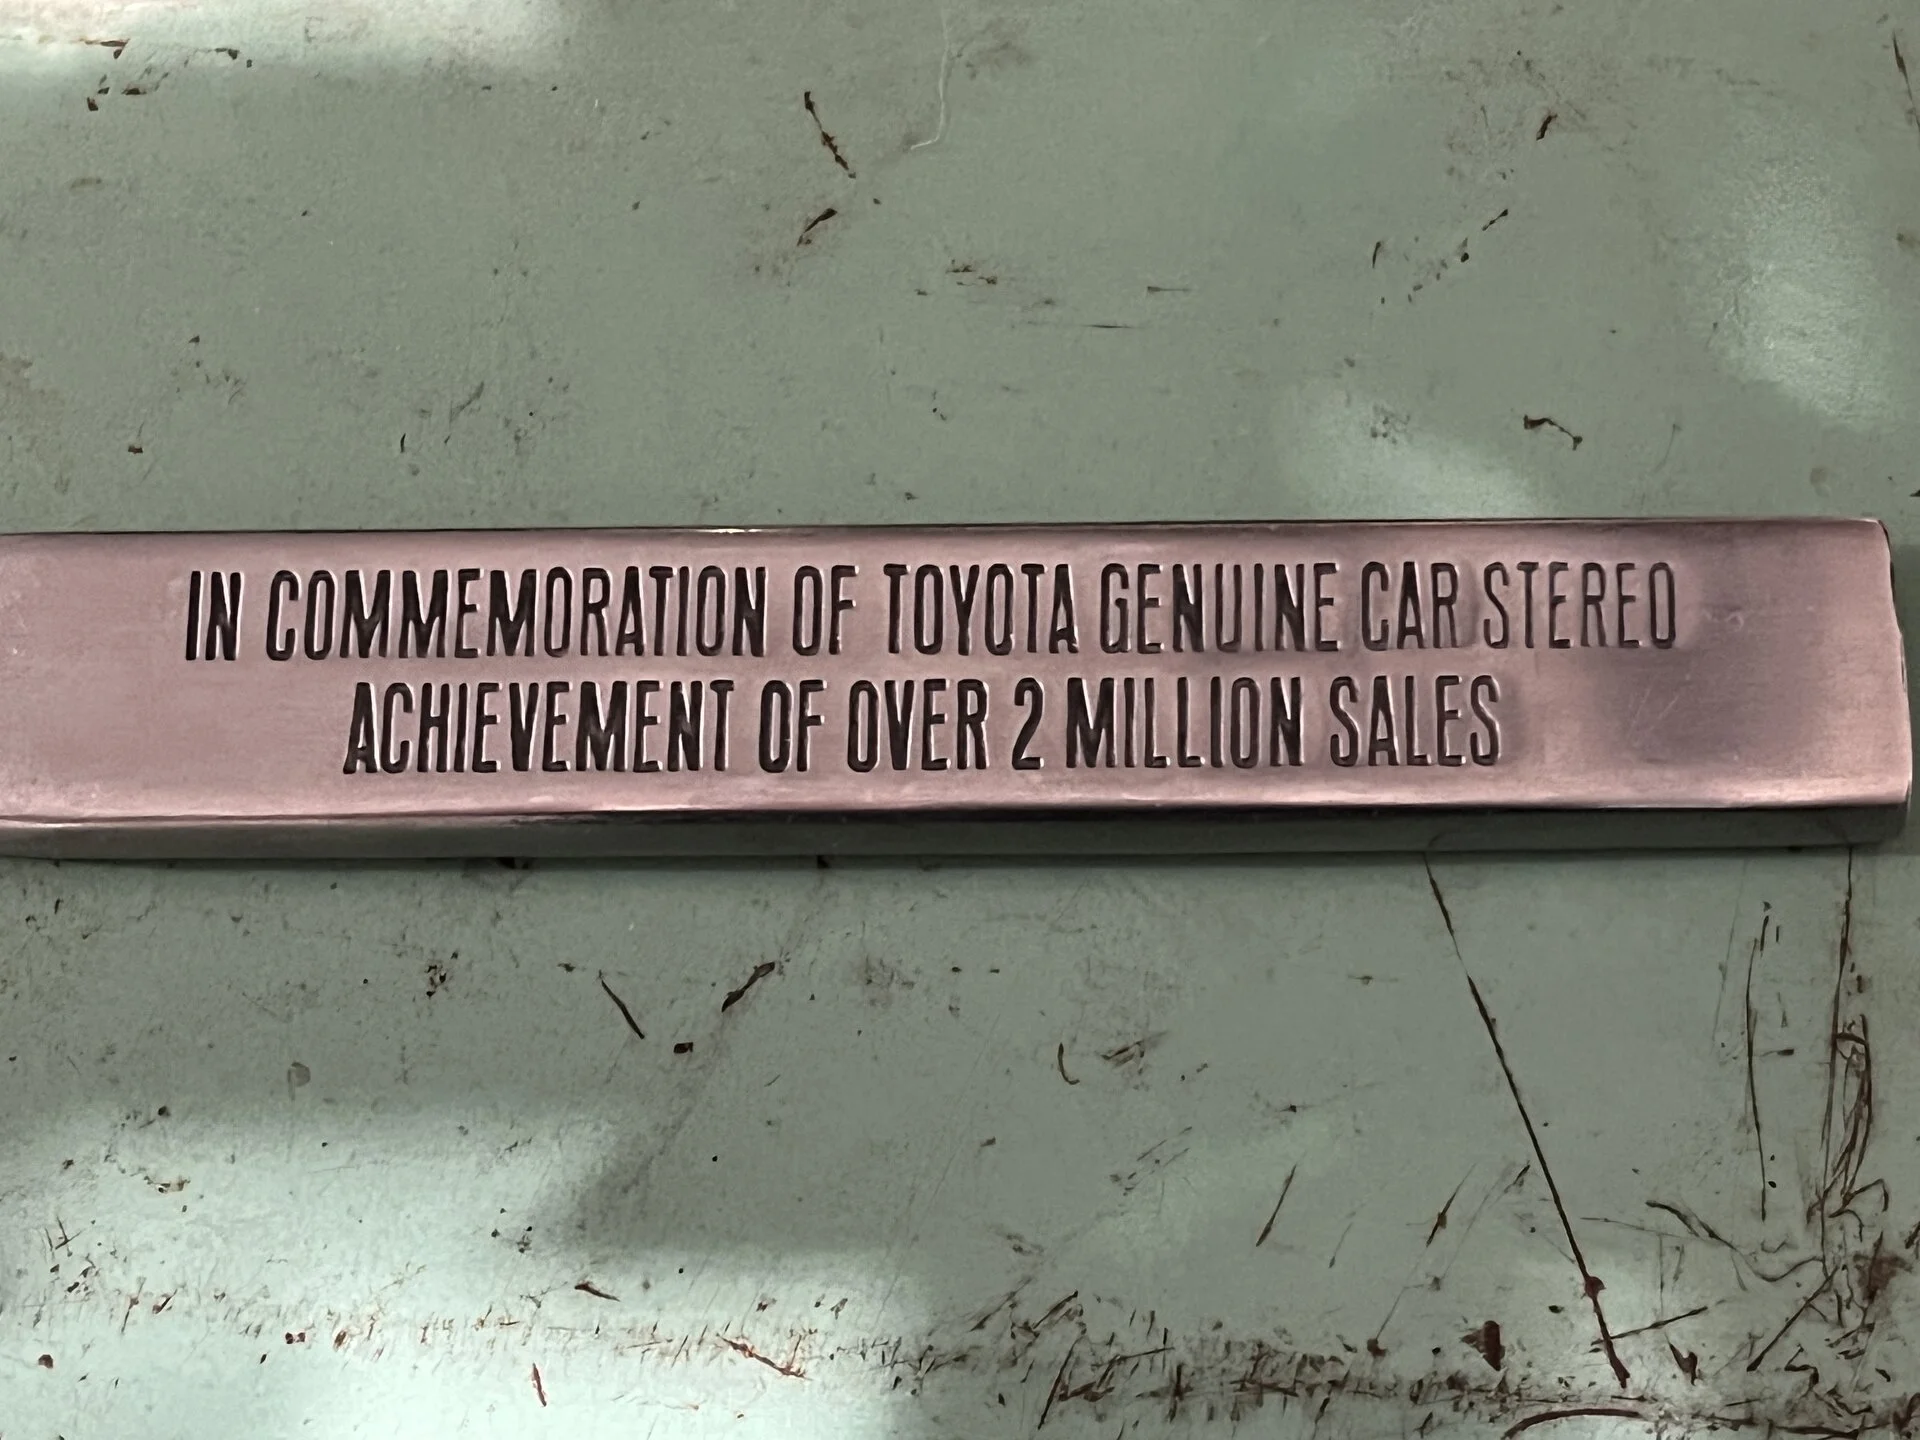 IN COMMEMORATION OF TOYOTA GENUINE CAR STEREO
ACHIEVEMENT OF OVER 2 MILLION SALES